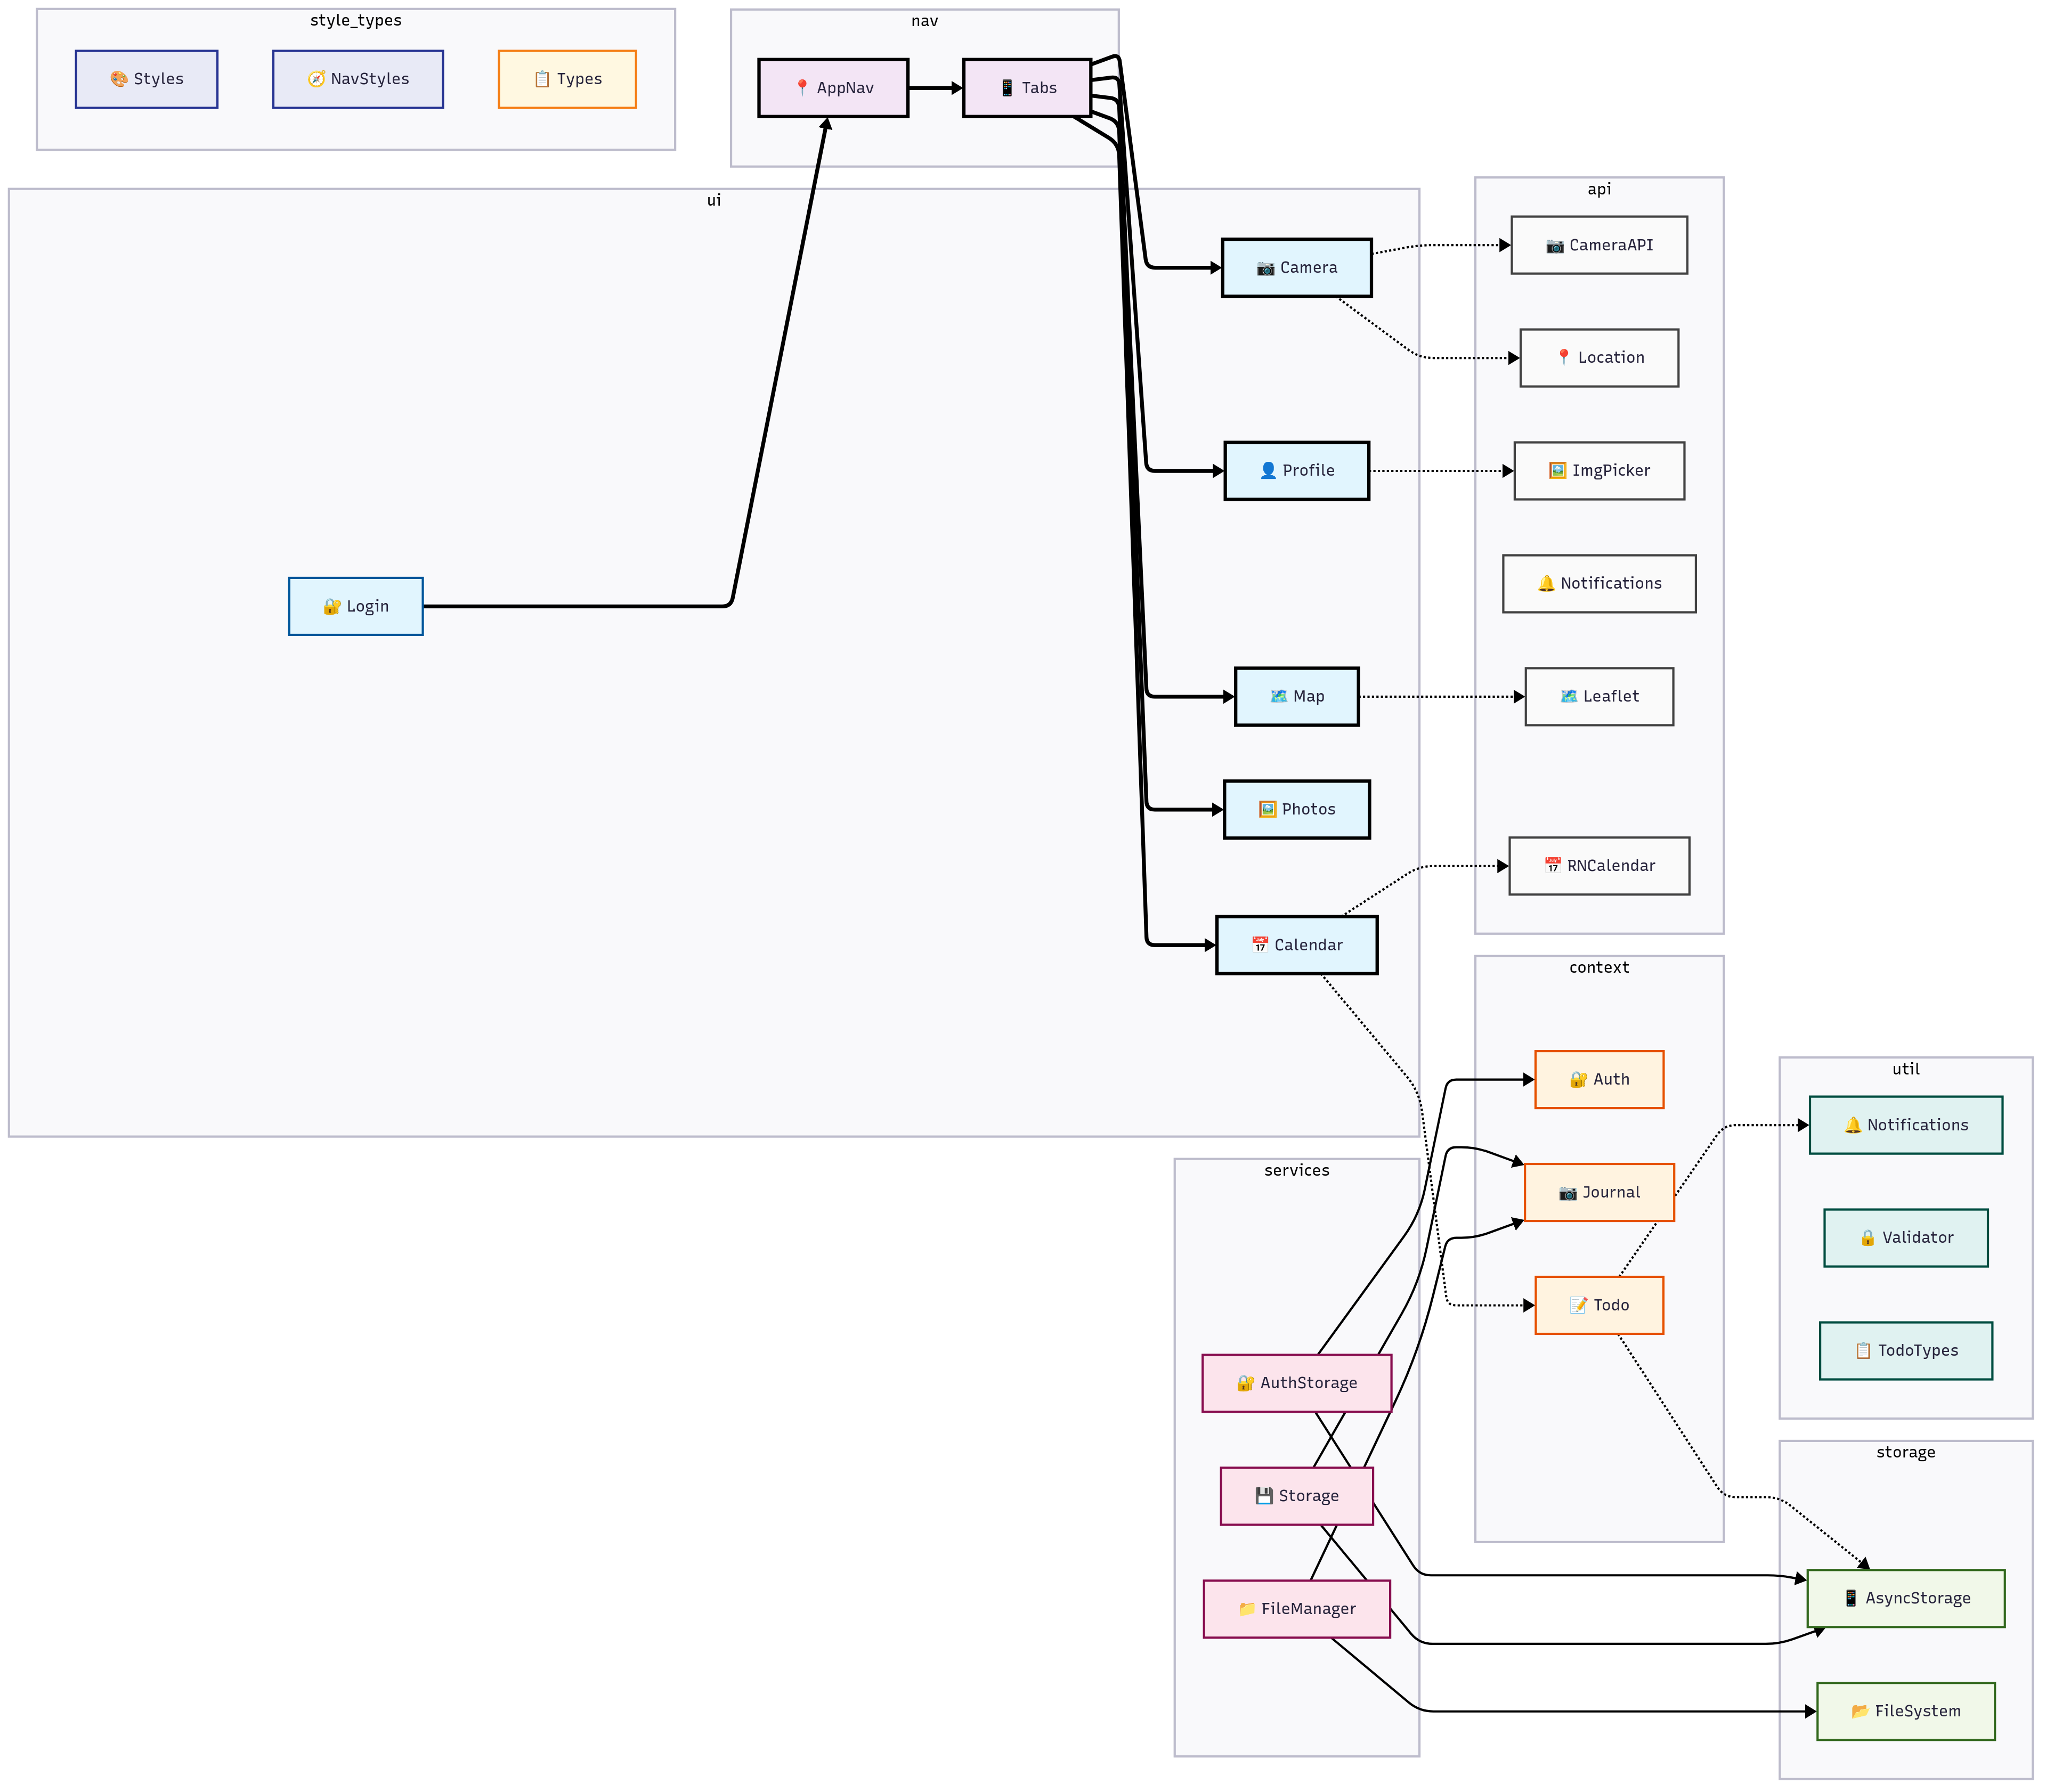 style_types
🎨 Styles
🧭 NavStyles
📋 Types
nav
📍 AppNav
📱 Tabs
ui
🔐 Login
📷 Camera
👤 Profile
🗺️ Map
🖼️ Photos
📅 Calendar
api
📷 CameraAPI
📍 Location
🖼️ ImgPicker
🔔 Notifications
🗺️ Leaflet
📅 RNCalendar
context
🔐 Auth
📷 Journal
📝 Todo
util
🔔 Notifications
🔒 Validator
📋 TodoTypes
services
🔐 AuthStorage
💾 Storage
📁 FileManager
storage
📱 AsyncStorage
📂 FileSystem